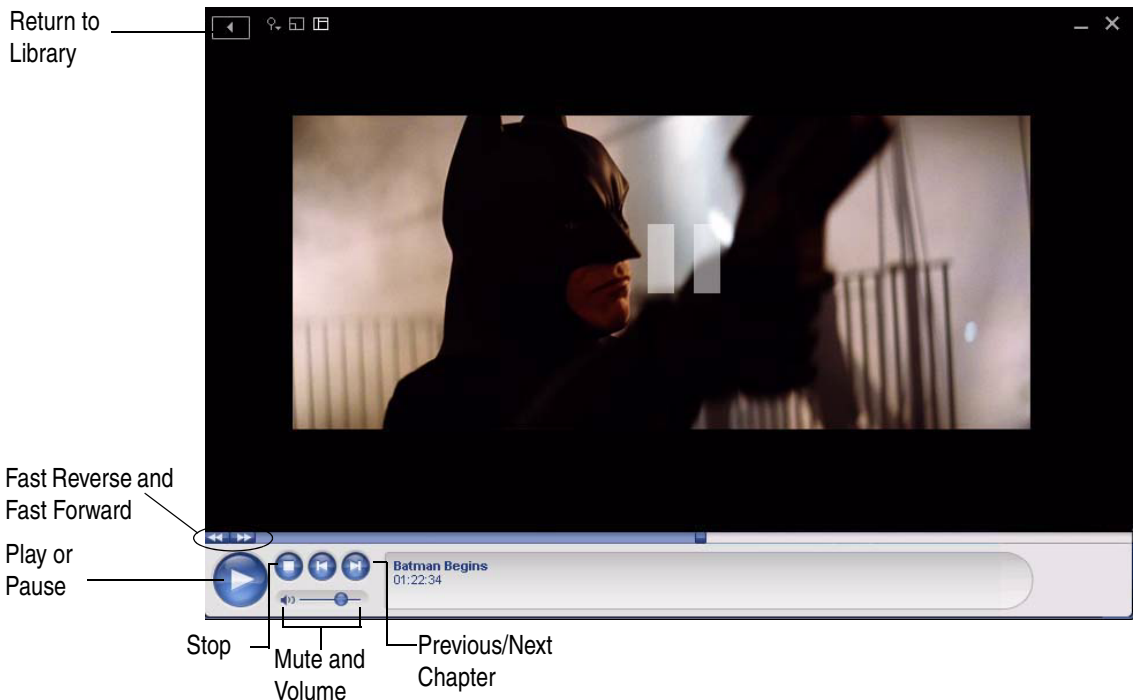 Return to
Library
Fast Reverse and
Fast Forward
Play or
Pause
Batman Begins
01:22:34
Stop
Mute and
Volume
Previous/Next
Chapter